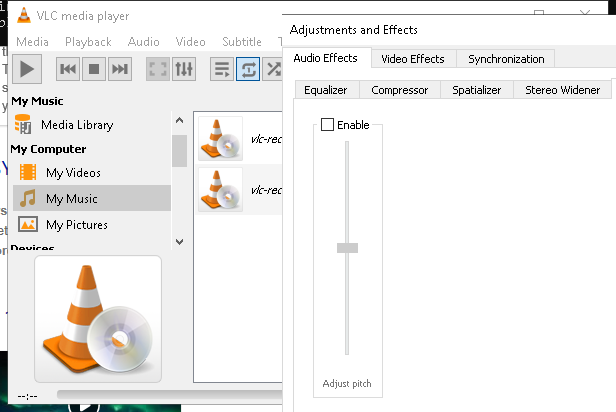 VLC media player
Media Playback Audio Video Subtitle
My Music
Media Library
My Computer
My Videos
My Music
My Pictures
Devices
vlc-rec
vlc-rec
--:--
Adjustments and Effects
Audio Effects Video Effects Synchronization
Equalizer Compressor Spatializer Stereo Widener
Enable
Adjust pitch